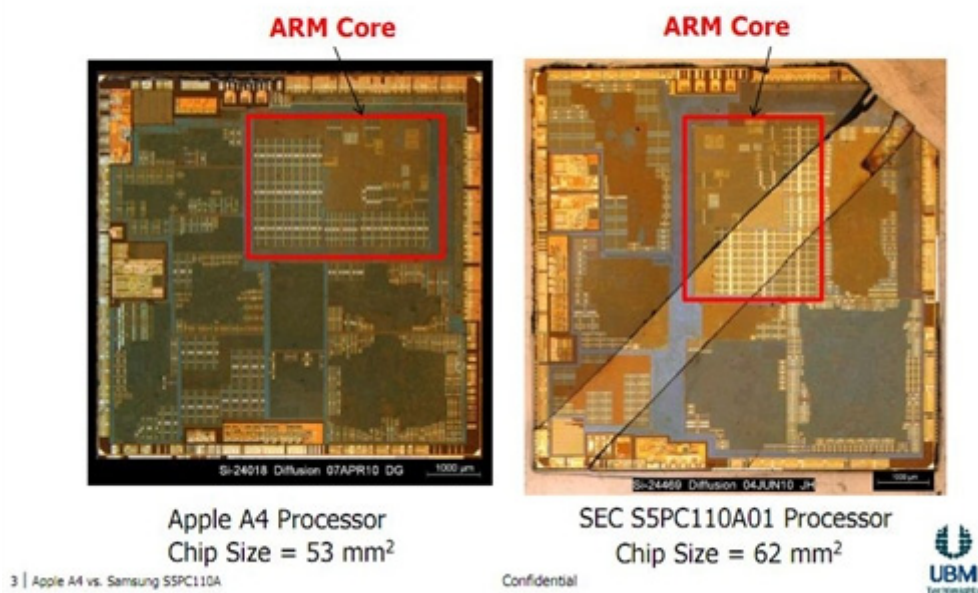 ARM Core
ARM Core
Si-24018 Diffusion 07APR10 DG
1000 µm
Si-24469 Diffusion 04JUN10 JH
Apple A4 Processor
Chip Size = 53 mm²
SEC S5PC110A01 Processor
Chip Size = 62 mm²
3 | Apple A4 vs. Samsung S5PC110A
Confidential
UBM